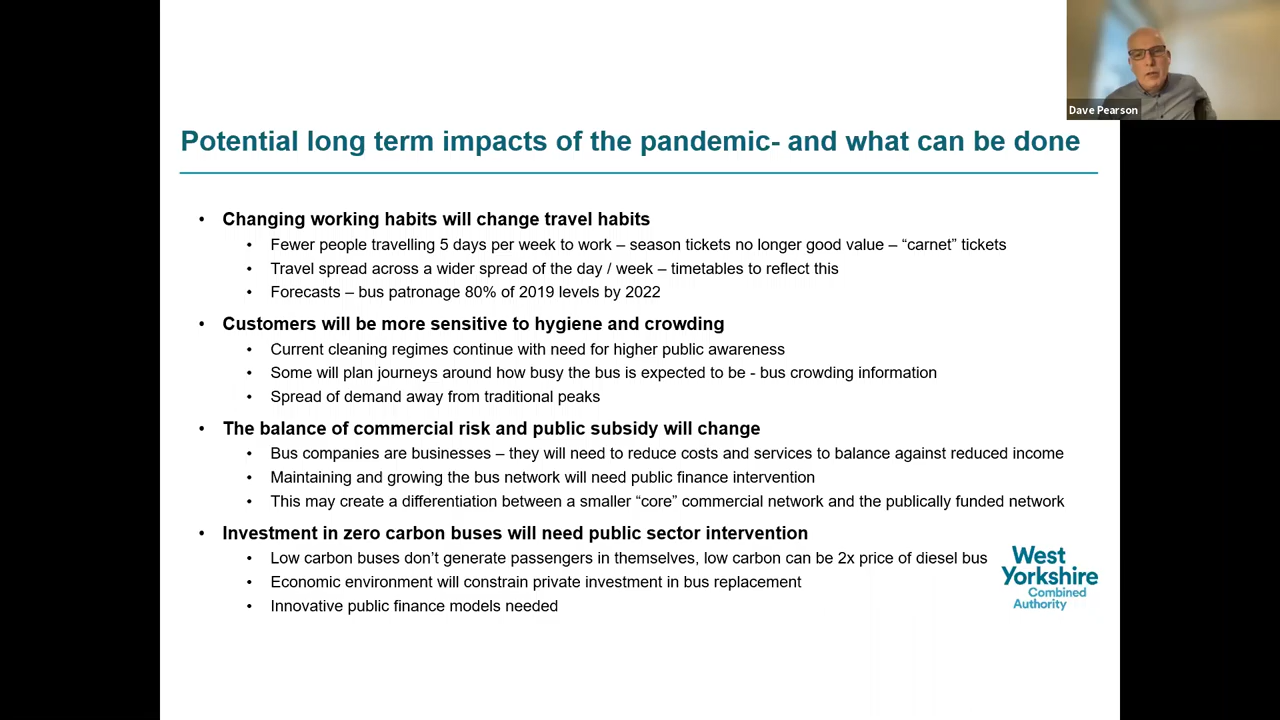 Dave Pearson
Potential long term impacts of the pandemic- and what can be done
• Changing working habits will change travel habits
• Fewer people travelling 5 days per week to work – season tickets no longer good value – “carnet” tickets
• Travel spread across a wider spread of the day / week – timetables to reflect this
• Forecasts – bus patronage 80% of 2019 levels by 2022
• Customers will be more sensitive to hygiene and crowding
• Current cleaning regimes continue with need for higher public awareness
• Some will plan journeys around how busy the bus is expected to be - bus crowding information
• Spread of demand away from traditional peaks
• The balance of commercial risk and public subsidy will change
• Bus companies are businesses – they will need to reduce costs and services to balance against reduced income
• Maintaining and growing the bus network will need public finance intervention
• This may create a differentiation between a smaller “core” commercial network and the publically funded network
• Investment in zero carbon buses will need public sector intervention
• Low carbon buses don’t generate passengers in themselves, low carbon can be 2x price of diesel bus
• Economic environment will constrain private investment in bus replacement
• Innovative public finance models needed
West
Yorkshire
Combined
Authority